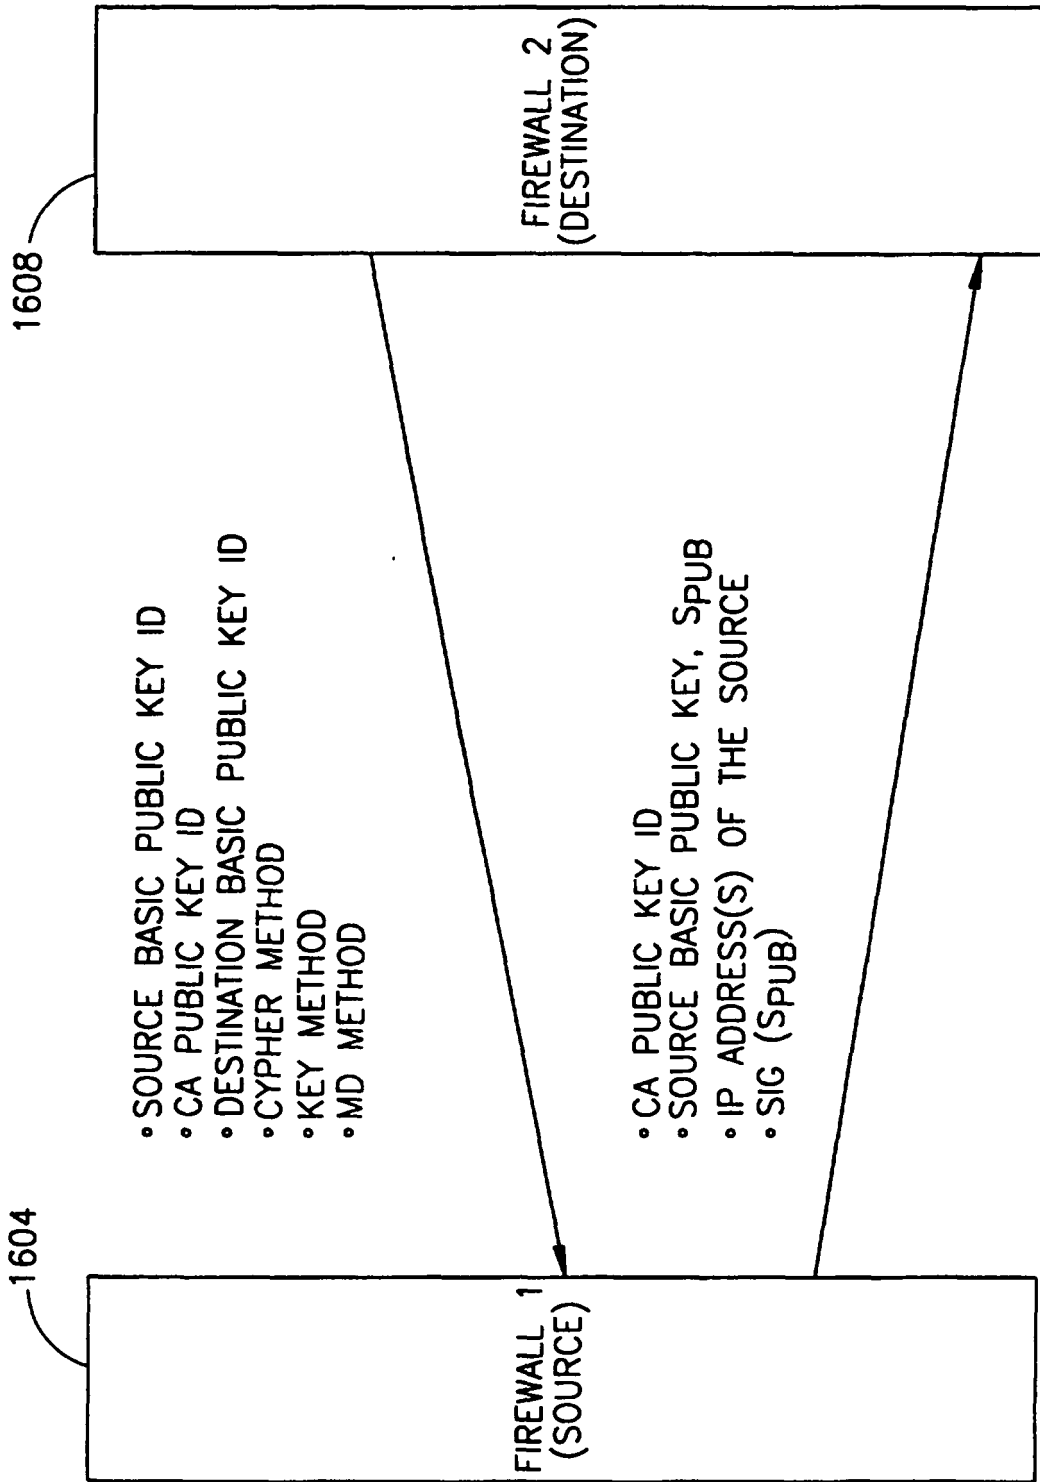 1604
1608
FIREWALL 1
(SOURCE)
• SOURCE BASIC PUBLIC KEY ID
• CA PUBLIC KEY ID
• DESTINATION BASIC PUBLIC KEY ID
• CYPHER METHOD
• KEY METHOD
• MD METHOD
• CA PUBLIC KEY ID
• SOURCE BASIC PUBLIC KEY, SPUB
• IP ADDRESS(S) OF THE SOURCE
• SIG (SPUB)
FIREWALL 2
(DESTINATION)